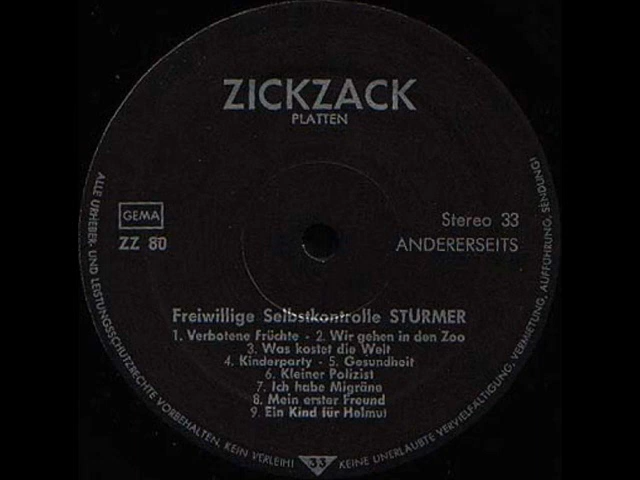 ZICKZACK
PLATTEN
GEMA
ZZ 80
Stereo 33
ANDERERSEITS
Freiwillige Selbstkontrolle STÜRMER
1. Verbotene Früchte - 2. Wir gehen in den Zoo
3. Was kostet die Welt
4. Kinderparty - 5. Gesundheit
6. Kleiner Polizist
7. Ich habe Migräne
8. Mein erster Freund
9. Ein Kind für Helmut
ALLE URHEBER- UND LEISTUNGSSCHUTZRECHTE VORBEHALTEN. KEIN VERLEIH! KEINE UNERLAUBTE VERVIELFÄLTIGUNG, VERMIETUNG, AUFFÜHRUNG, SENDUNG!
33